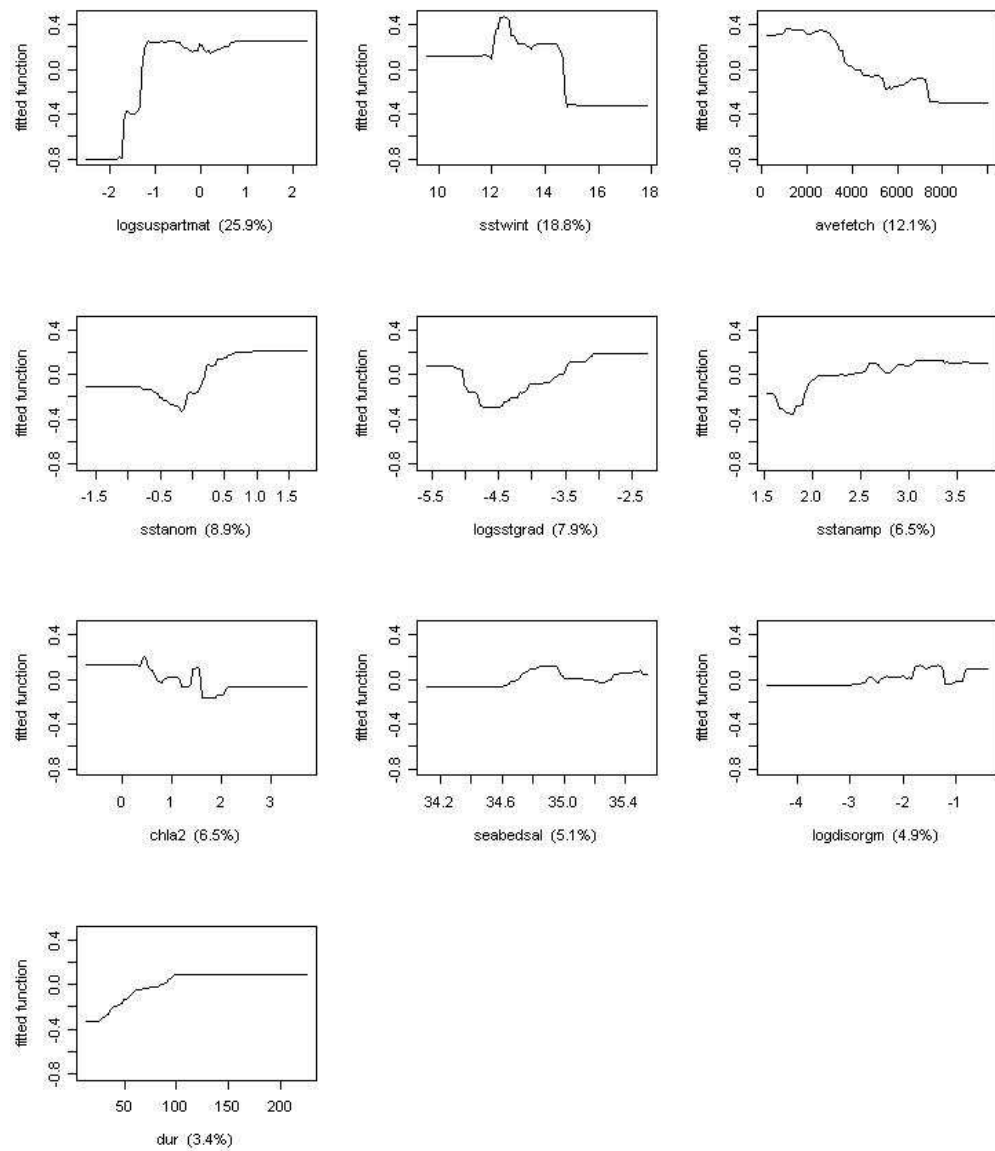 fitted function
-0.8 -0.4 0.0 0.4
-2 -1 0 1 2
logsuspartmat (25.9%)
fitted function
-0.8 -0.4 0.0 0.4
10 12 14 16 18
sstwint (18.8%)
fitted function
-0.8 -0.4 0.0 0.4
0 2000 4000 6000 8000
avefetch (12.1%)
fitted function
-0.8 -0.4 0.0 0.4
-1.5 -0.5 0.5 1.0 1.5
sstanom (8.9%)
fitted function
-0.8 -0.4 0.0 0.4
-5.5 -4.5 -3.5 -2.5
logsstgrad (7.9%)
fitted function
-0.8 -0.4 0.0 0.4
1.5 2.0 2.5 3.0 3.5
sstanamp (6.5%)
fitted function
-0.8 -0.4 0.0 0.4
0 1 2 3
chla2 (6.5%)
fitted function
-0.8 -0.4 0.0 0.4
34.2 34.6 35.0 35.4
seabedsal (5.1%)
fitted function
-0.8 -0.4 0.0 0.4
-4 -3 -2 -1
logdisorgm (4.9%)
fitted function
-0.8 -0.4 0.0 0.4
50 100 150 200
dur (3.4%)